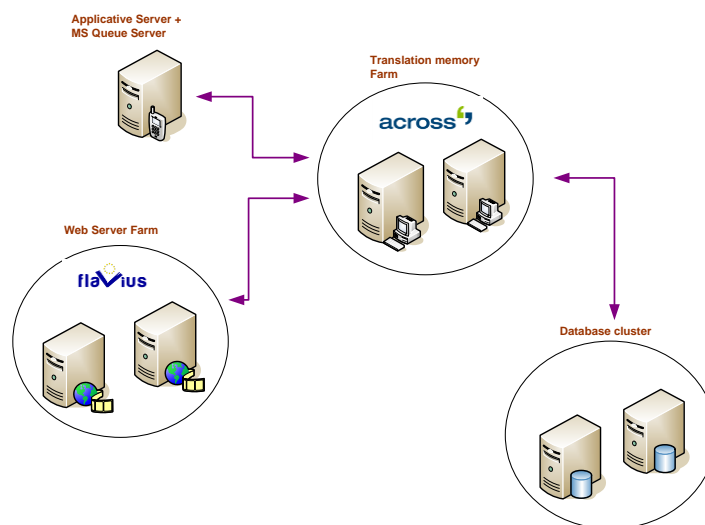 Applicative Server +
MS Queue Server
Translation memory
Farm
across
Web Server Farm
flavius
Database cluster